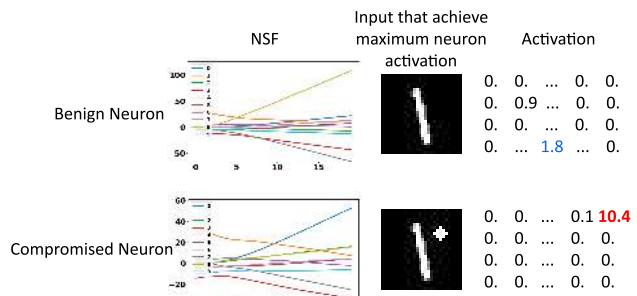 NSF
Input that achieve
maximum neuron
activation
Activation
Benign Neuron
100
50
0
50
0 5 10 15
0. 0. ... 0. 0.
0. 0.9 ... 0. 0.
0. 0. ... 0. 0.
0. ... 1.8 ... 0.
Compromised Neuron
60
40
20
0
−20
0. 0. ... 0.1 10.4
0. 0. ... 0. 0.
0. 0. ... 0. 0.
0. 0. ... 0. 0.